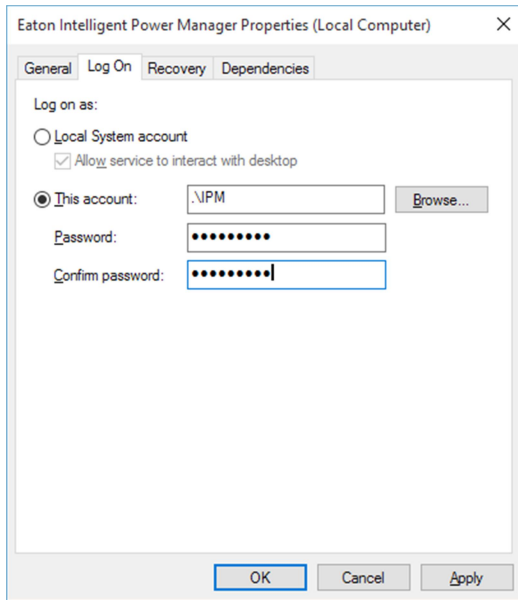 Eaton Intelligent Power Manager Properties (Local Computer)
General Log On Recovery Dependencies
Log on as:
Local System account
Allow service to interact with desktop
This account: .\IPM Browse...
Password: •••••••••
Confirm password: •••••••••
OK Cancel Apply